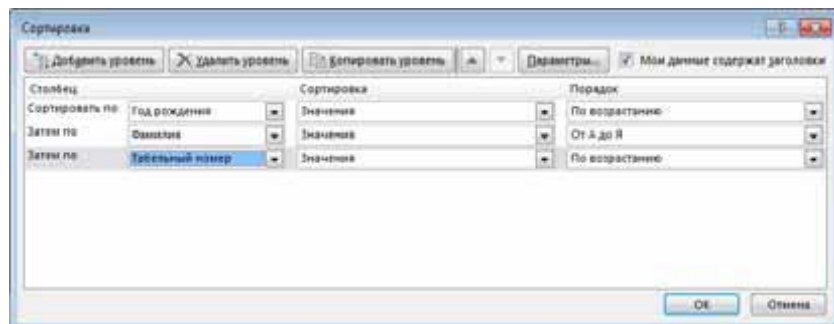 Сортировка
Добавить уровень Удалить уровень Копировать уровень Параметры... Мои данные содержат заголовки
Столбец Сортировка Порядок
Сортировать по Год рождения Значения По возрастанию
Затем по Фамилия Значения От А до Я
Затем по Табельный номер Значения По возрастанию
ОК Отмена